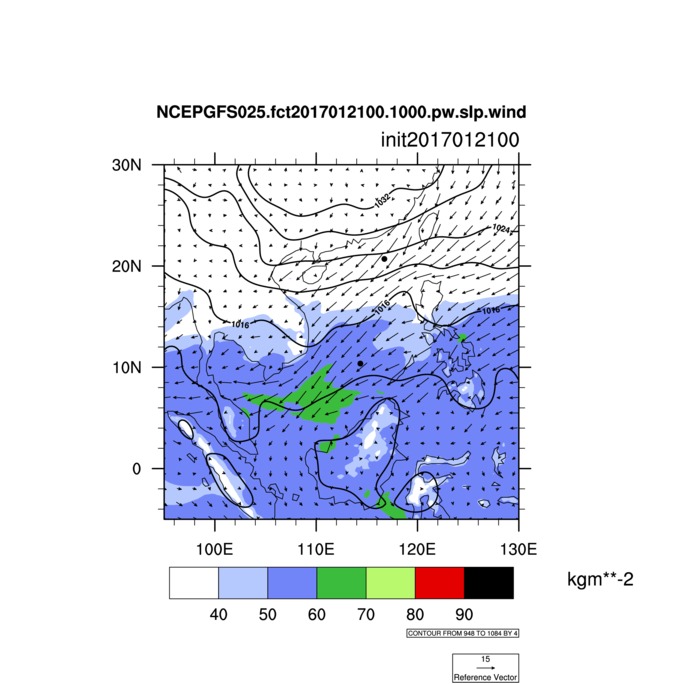 NCEPGFS025.fct2017012100.1000.pw.slp.wind
init2017012100
30N
1032
1024
20N
1016
1016
1016
10N
0
100E 110E 120E 130E
kgm**-2
40 50 60 70 80 90
CONTOUR FROM 948 TO 1084 BY 4
15
Reference Vector